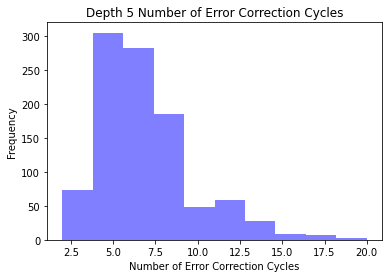 Depth 5 Number of Error Correction Cycles
Frequency
300
250
200
150
100
50
0
2.5 5.0 7.5 10.0 12.5 15.0 17.5 20.0
Number of Error Correction Cycles